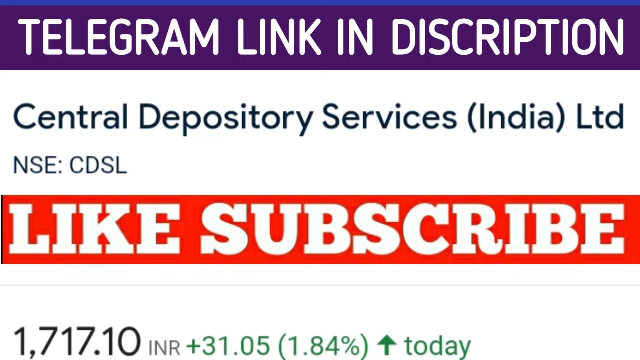 TELEGRAM LINK IN DISCRIPTION
Central Depository Services (India) Ltd
NSE: CDSL
LIKE SUBSCRIBE
1,717.10 INR +31.05 (1.84%) ↑ today